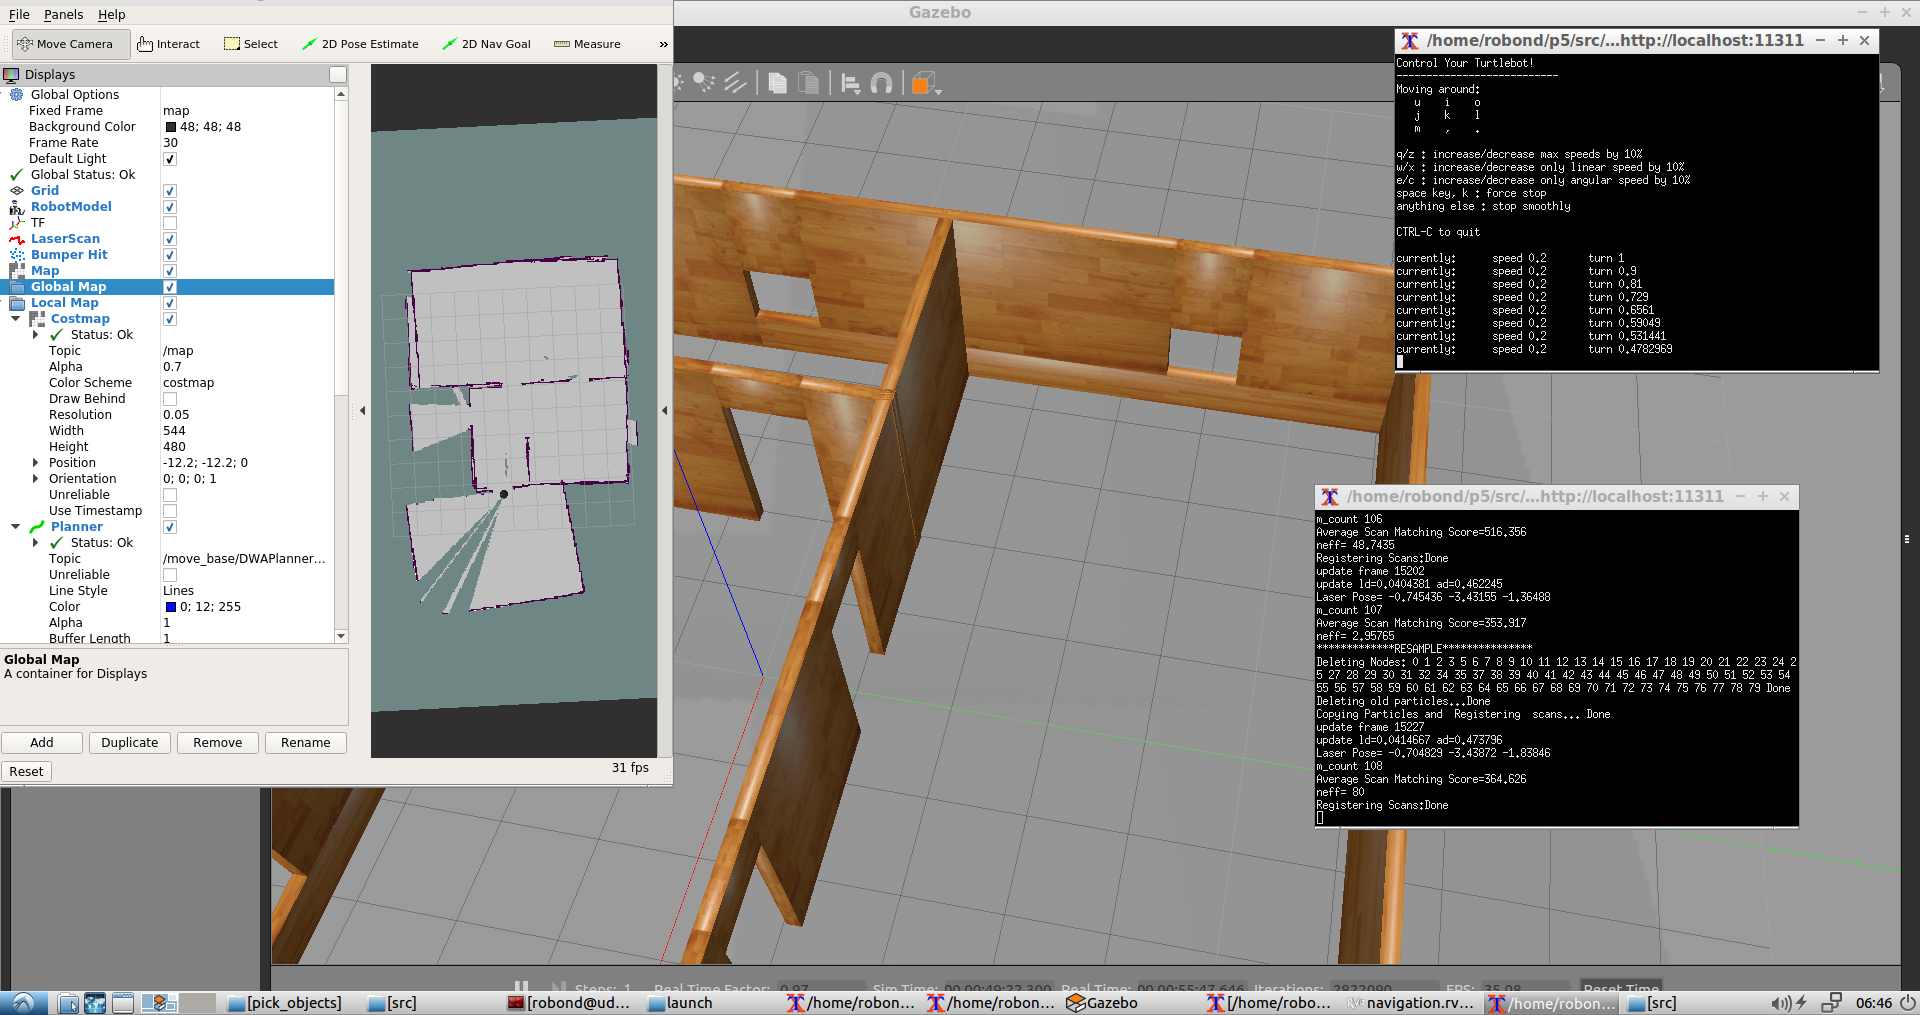 File Panels Help
Move Camera Interact Select 2D Pose Estimate 2D Nav Goal Measure »
Displays
Global Options
Fixed Frame map
Background Color 48; 48; 48
Frame Rate 30
Default Light
Global Status: Ok
Grid
RobotModel
TF
LaserScan
Bumper Hit
Map
Global Map
Local Map
Costmap
Status: Ok
Topic /map
Alpha 0.7
Color Scheme costmap
Draw Behind
Resolution 0.05
Width 544
Height 480
Position -12.2; -12.2; 0
Orientation 0; 0; 0; 1
Unreliable
Use Timestamp
Planner
Status: Ok
Topic /move_base/DWAPlanner...
Unreliable
Line Style Lines
Color 0; 12; 255
Alpha 1
Buffer Length 1
Global Map
A container for Displays
Add Duplicate Remove Rename
Reset
31 fps
Gazebo
/home/robond/p5/src/...http://localhost:11311
Control Your Turtlebot!
---------------------------
Moving around:
u i o
j k l
m , .
q/z : increase/decrease max speeds by 10%
w/x : increase/decrease only linear speed by 10%
e/c : increase/decrease only angular speed by 10%
space key, k : force stop
anything else : stop smoothly
CTRL-C to quit
currently: speed 0.2 turn 1
currently: speed 0.2 turn 0.9
currently: speed 0.2 turn 0.81
currently: speed 0.2 turn 0.729
currently: speed 0.2 turn 0.6561
currently: speed 0.2 turn 0.59049
currently: speed 0.2 turn 0.531441
currently: speed 0.2 turn 0.4782969
/home/robond/p5/src/...http://localhost:11311
m_count 106
Average Scan Matching Score=516.356
neff= 48.7435
Registering Scans:Done
update frame 15202
update ld=0.0404381 ad=0.462245
Laser Pose= -0.745436 -3.43155 -1.36488
m_count 107
Average Scan Matching Score=353.917
neff= 2.95765
*************RESAMPLE***************
Deleting Nodes: 0 1 2 3 5 6 7 8 9 10 11 12 13 14 15 16 17 18 19 20 21 22 23 24 2
5 27 28 29 30 31 32 34 35 37 38 39 40 41 42 43 44 45 46 47 48 49 50 51 52 53 54
55 56 57 58 59 60 61 62 63 64 65 66 67 68 69 70 71 72 73 74 75 76 77 78 79 Done
Deleting old particles...Done
Copying Particles and Registering scans... Done
update frame 15227
update ld=0.0414667 ad=0.473796
Laser Pose= -0.704829 -3.43872 -1.83846
m_count 108
Average Scan Matching Score=364.626
neff= 80
Registering Scans:Done
Steps: 1 Real Time Factor: 0.97 Sim Time: 00 00:49:22.300 Real Time: 00 00:55:47.646 Iterations: 2822090 FPS: 35.08 Reset Time
[pick_objects] [src] [robond@ud... launch /home/robon... /home/robon... Gazebo [/home/robo... navigation.rv... /home/robon... [src] 06:46